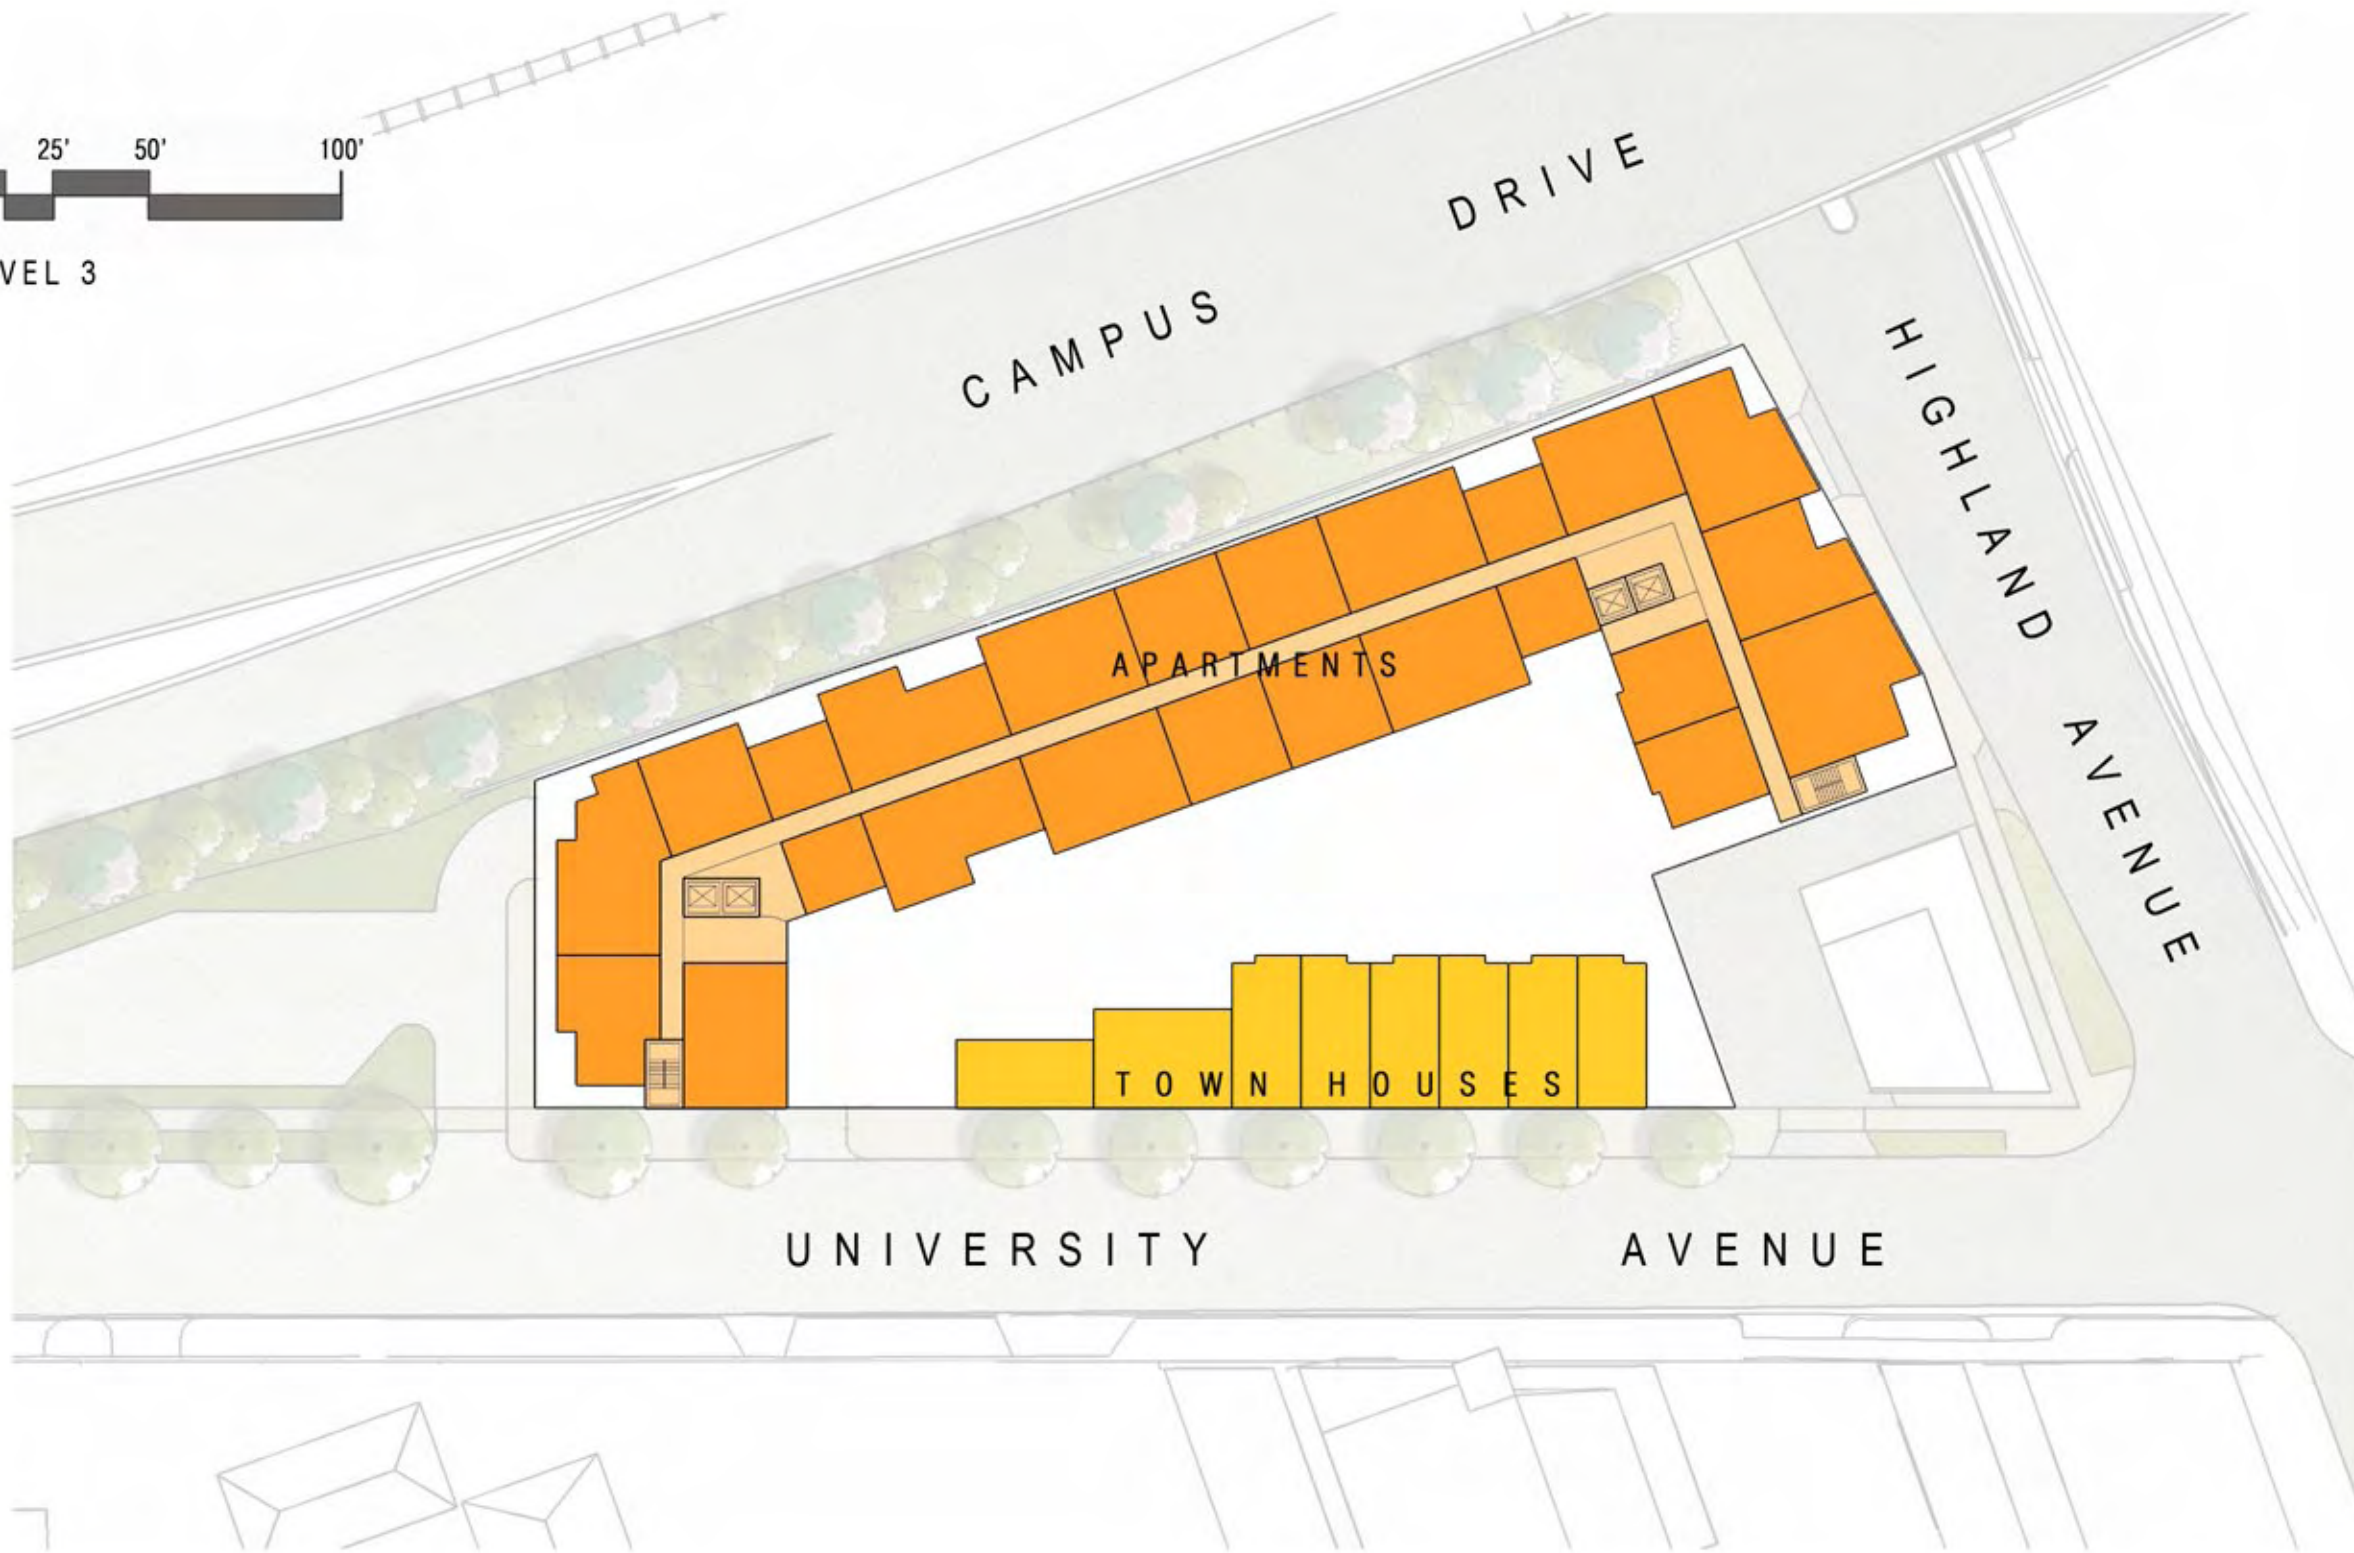 25' 50' 100'
VEL 3
CAMPUS DRIVE
HIGHLAND AVENUE
APARTMENTS
TOWN HOUSES
UNIVERSITY AVENUE